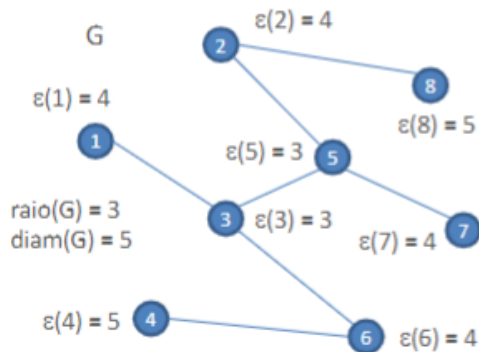 G
ε(2) = 4
2
8
ε(1) = 4
ε(8) = 5
1
ε(5) = 3
5
raio(G) = 3
diam(G) = 5
3
ε(3) = 3
7
ε(7) = 4
ε(4) = 5
4
6
ε(6) = 4